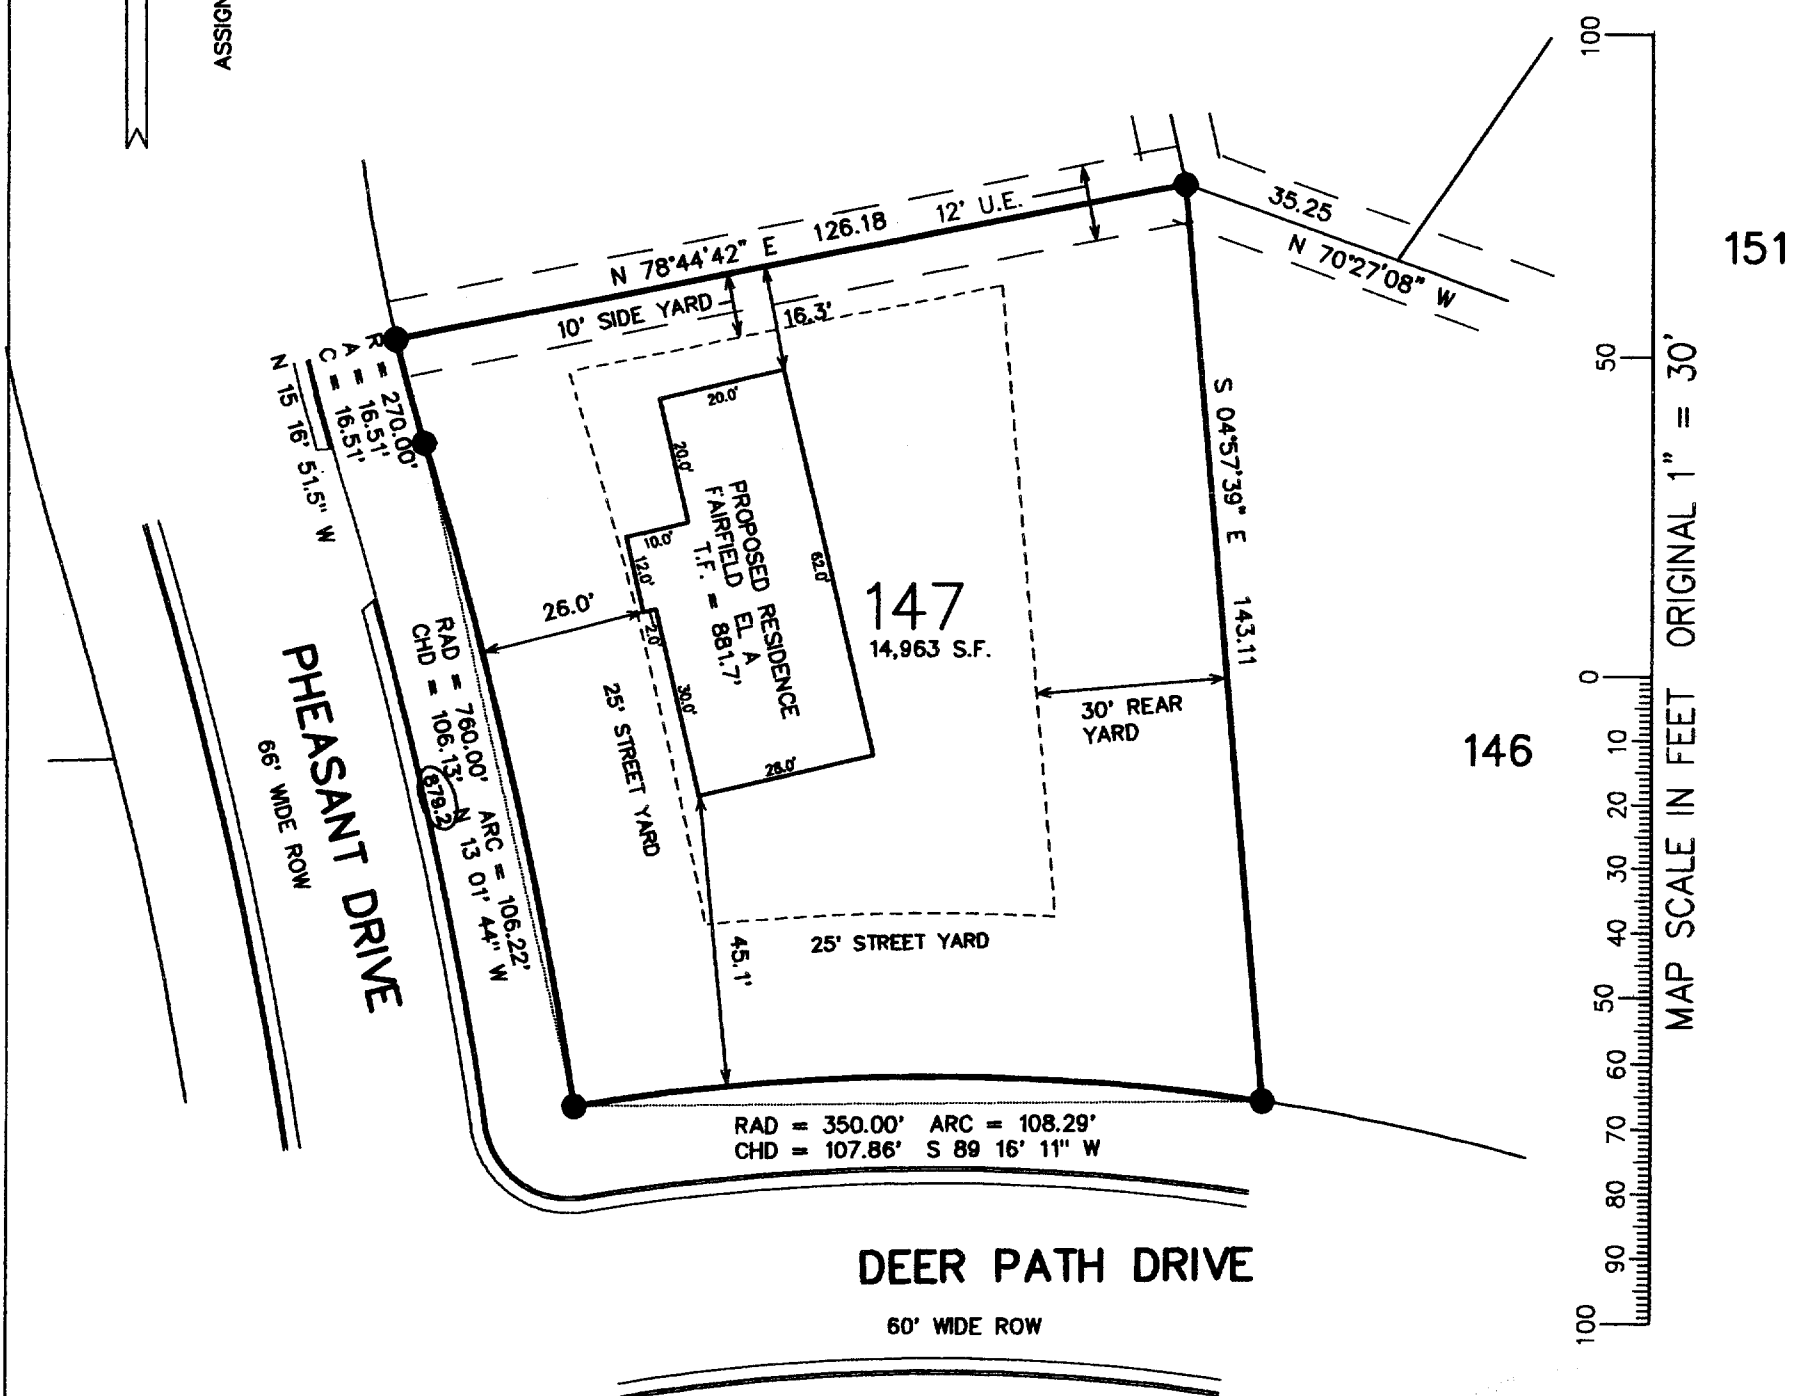 ASSIGN
100
35.25
N 70°27'08" W
151
N 78°44'42" E 126.18 12' U.E.
10' SIDE YARD
16.3'
R = 270.00'
A = 16.51'
C = 16.51'
N 15 16' 51.5" W
50
MAP SCALE IN FEET ORIGINAL 1" = 30'
20.0'
20.0'
10.0'
12.0'
2.0'
30.0'
28.0'
62.0'
PROPOSED RESIDENCE
FAIRFIELD EL A
T.F. = 881.7'
147
14,963 S.F.
S 04°57'39" E 143.11
26.0'
25' STREET YARD
30' REAR
YARD
146
0
10
20
30
40
50
60
70
80
90
100
RAD = 760.00' ARC = 106.22'
CHD = 106.13' N 13 01' 44" W
879.2
PHEASANT DRIVE
66' WIDE ROW
25' STREET YARD
45.1'
RAD = 350.00' ARC = 108.29'
CHD = 107.86' S 89 16' 11" W
DEER PATH DRIVE
60' WIDE ROW